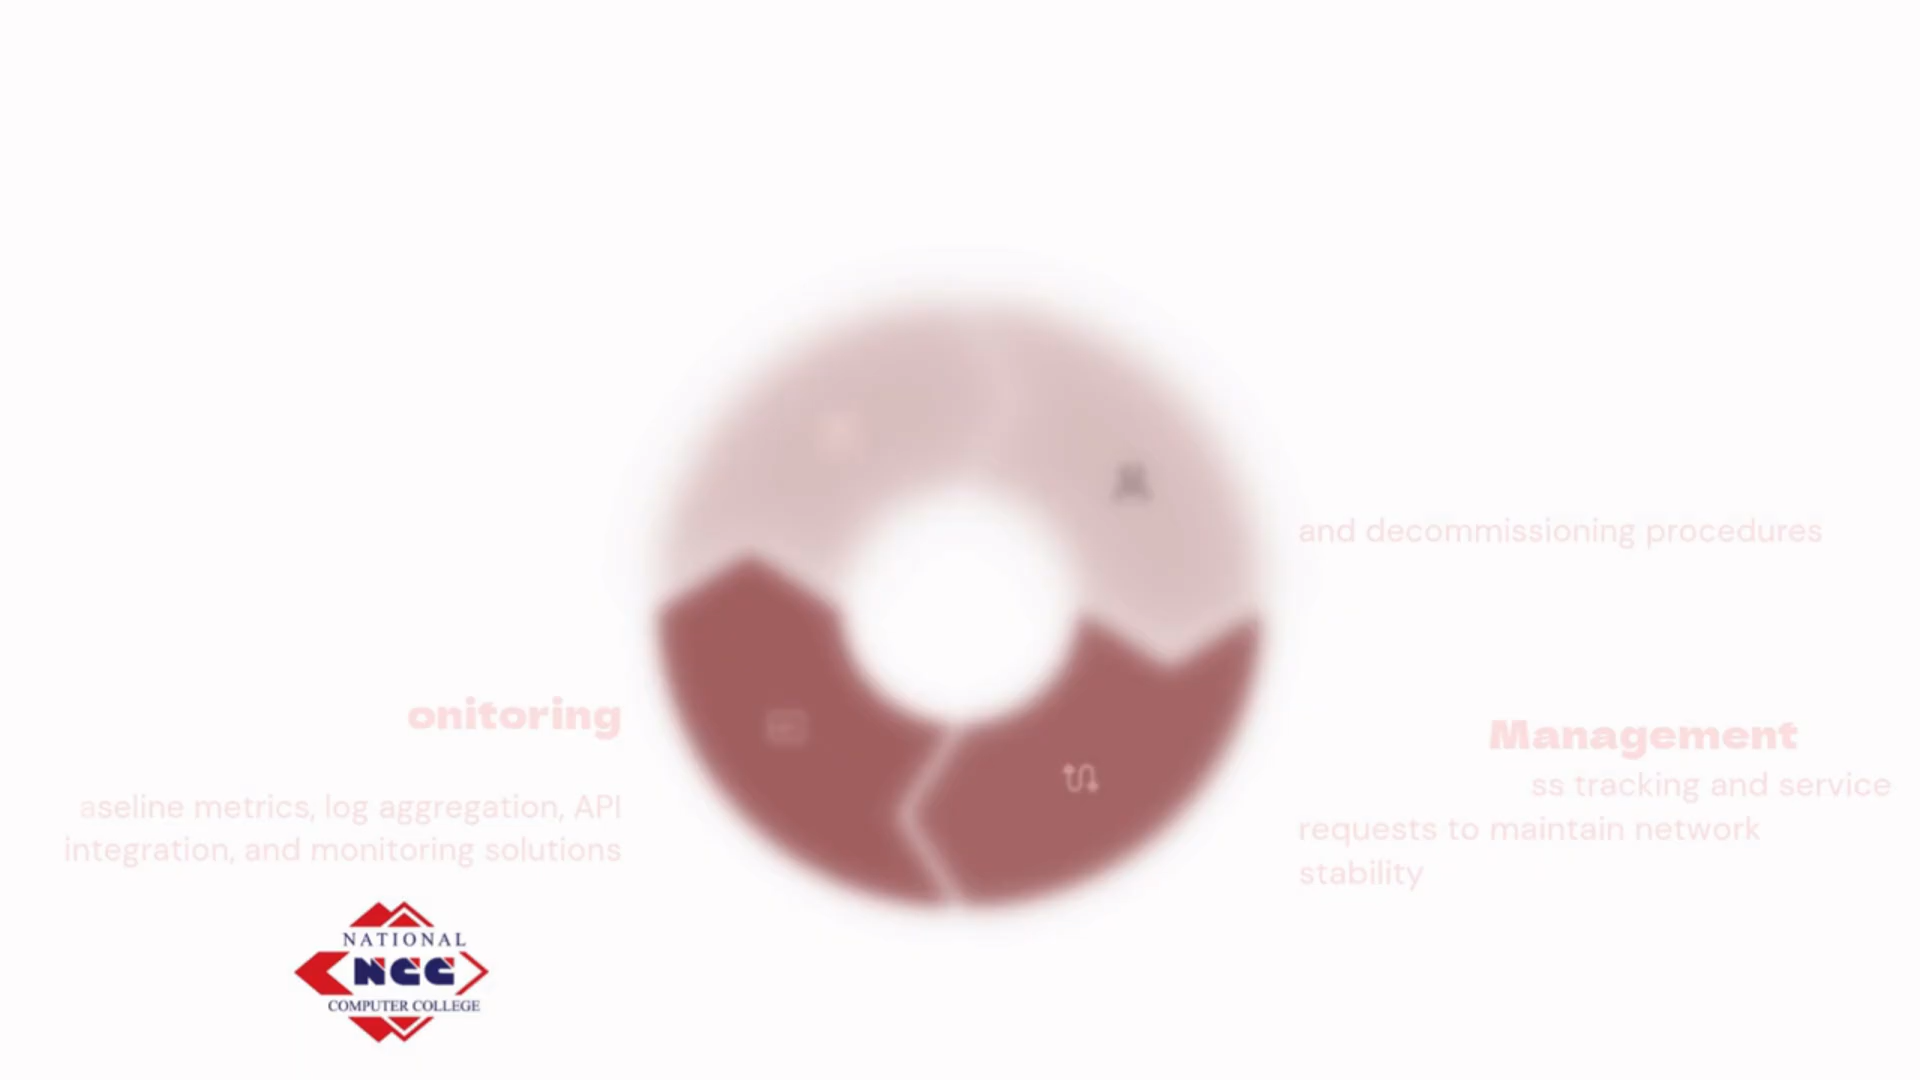 and decommissioning procedures
onitoring
aseline metrics, log aggregation, API
integration, and monitoring solutions
Management
ss tracking and service
requests to maintain network
stability
NATIONAL
NCC
COMPUTER COLLEGE